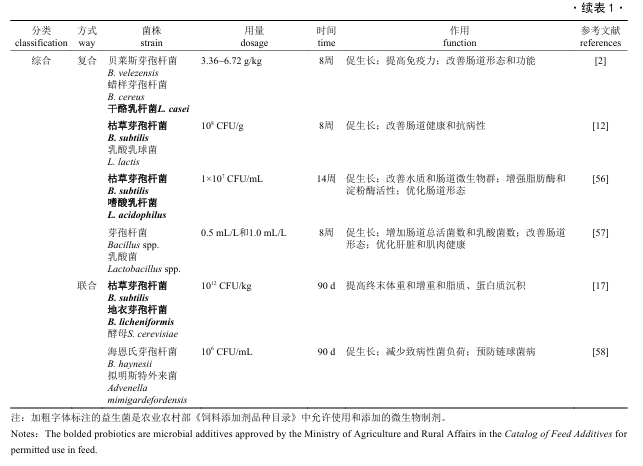 ·续表1·
分类 方式 菌株 用量 时间 作用 参考文献
classification way strain dosage time function references
综合 复合 贝莱斯芽孢杆菌 3.36~6.72 g/kg 8周 促生长；提高免疫力；改善肠道形态和功能 [2]
B. velezensis
蜡样芽孢杆菌
B. cereus
干酪乳杆菌L. casei
枯草芽孢杆菌 10⁸ CFU/g 8周 促生长；改善肠道健康和抗病性 [12]
B. subtilis
乳酸乳球菌
L. lactis
枯草芽孢杆菌 1×10⁷ CFU/mL 14周 促生长；改善水质和肠道微生物群；增强脂肪酶和 [56]
B. subtilis 淀粉酶活性；优化肠道形态
嗜酸乳杆菌
L. acidophilus
芽孢杆菌 0.5 mL/L和1.0 mL/L 8周 促生长；增加肠道总活菌数和乳酸菌数；改善肠道 [57]
Bacillus spp. 形态；优化肝脏和肌肉健康
乳酸菌
Lactobacillus spp.
联合 枯草芽孢杆菌 10¹² CFU/kg 90 d 提高终末体重和增重和脂质、蛋白质沉积 [17]
B. subtilis
地衣芽孢杆菌
B. licheniformis
酵母S. cerevisiae
海恩氏芽孢杆菌 10⁶ CFU/mL 90 d 促生长；减少致病性菌负荷；预防链球菌病 [58]
B. haynesii
拟明斯特外来菌
Advenella
mimigardefordensis
注：加粗字体标注的益生菌是农业农村部《饲料添加剂品种目录》中允许使用和添加的微生物制剂。
Notes: The bolded probiotics are microbial additives approved by the Ministry of Agriculture and Rural Affairs in the Catalog of Feed Additives for
permitted use in feed.